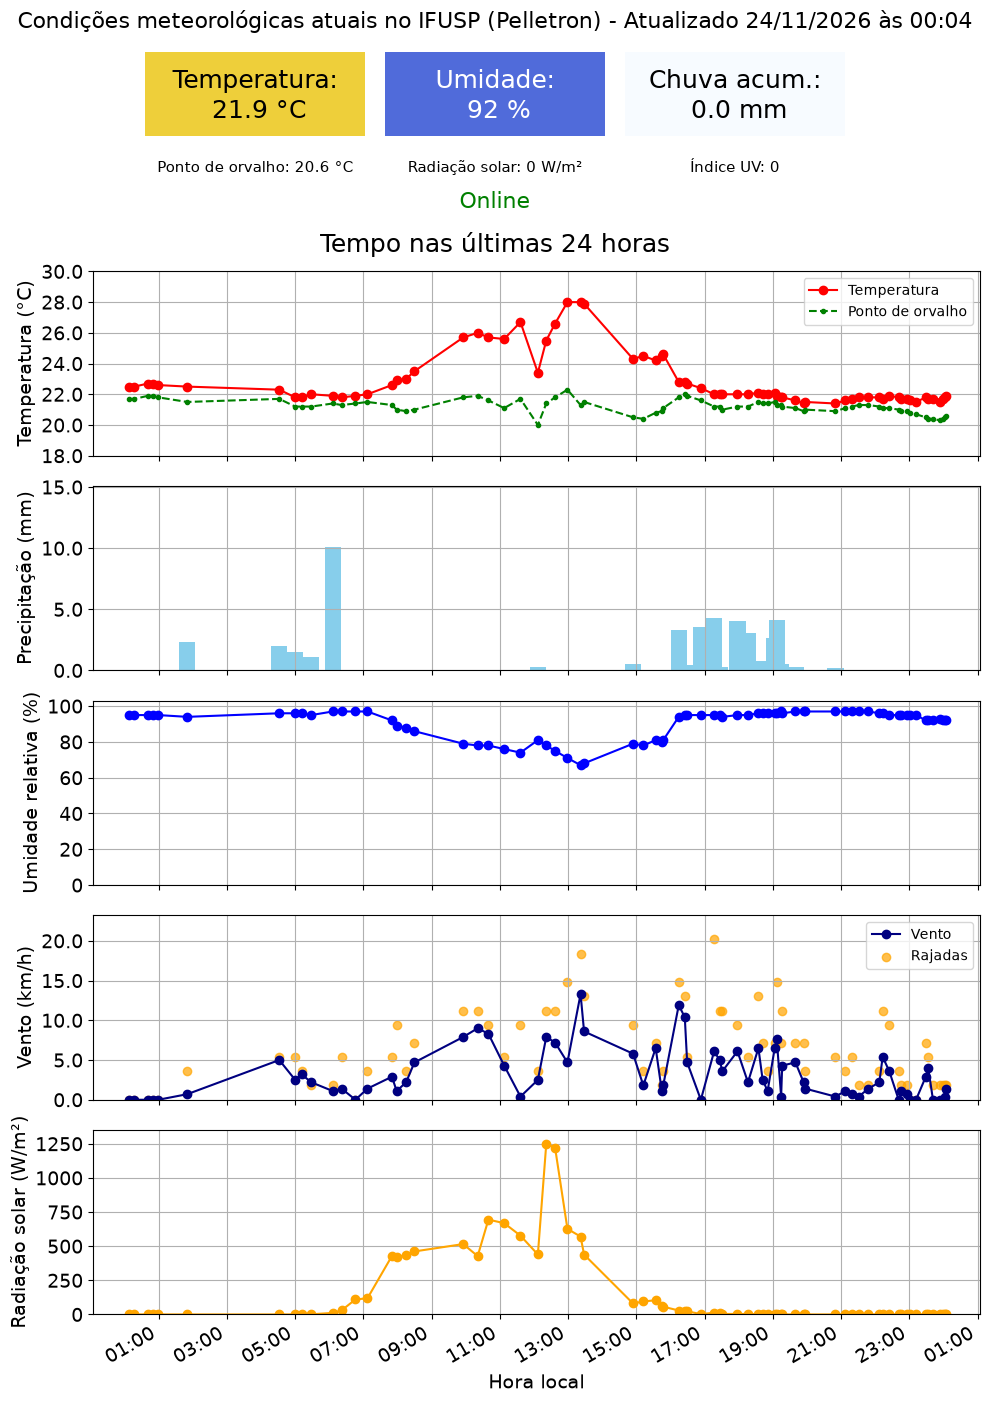 Condições meteorológicas atuais no IFUSP (Pelletron) - Atualizado 24/11/2026 às 00:04
Temperatura:
21.9 °C
Umidade:
92 %
Chuva acum.:
0.0 mm
Ponto de orvalho: 20.6 °C
Radiação solar: 0 W/m²
Índice UV: 0
Online
Tempo nas últimas 24 horas
Temperatura (°C)
30.0
28.0
26.0
24.0
22.0
20.0
18.0
Temperatura
Ponto de orvalho
Precipitação (mm)
15.0
10.0
5.0
0.0
Umidade relativa (%)
100
80
60
40
20
0
Vento (km/h)
20.0
15.0
10.0
5.0
0.0
Vento
Rajadas
Radiação solar (W/m²)
1250
1000
750
500
250
0
01:00
03:00
05:00
07:00
09:00
11:00
13:00
15:00
17:00
19:00
21:00
23:00
01:00
Hora local